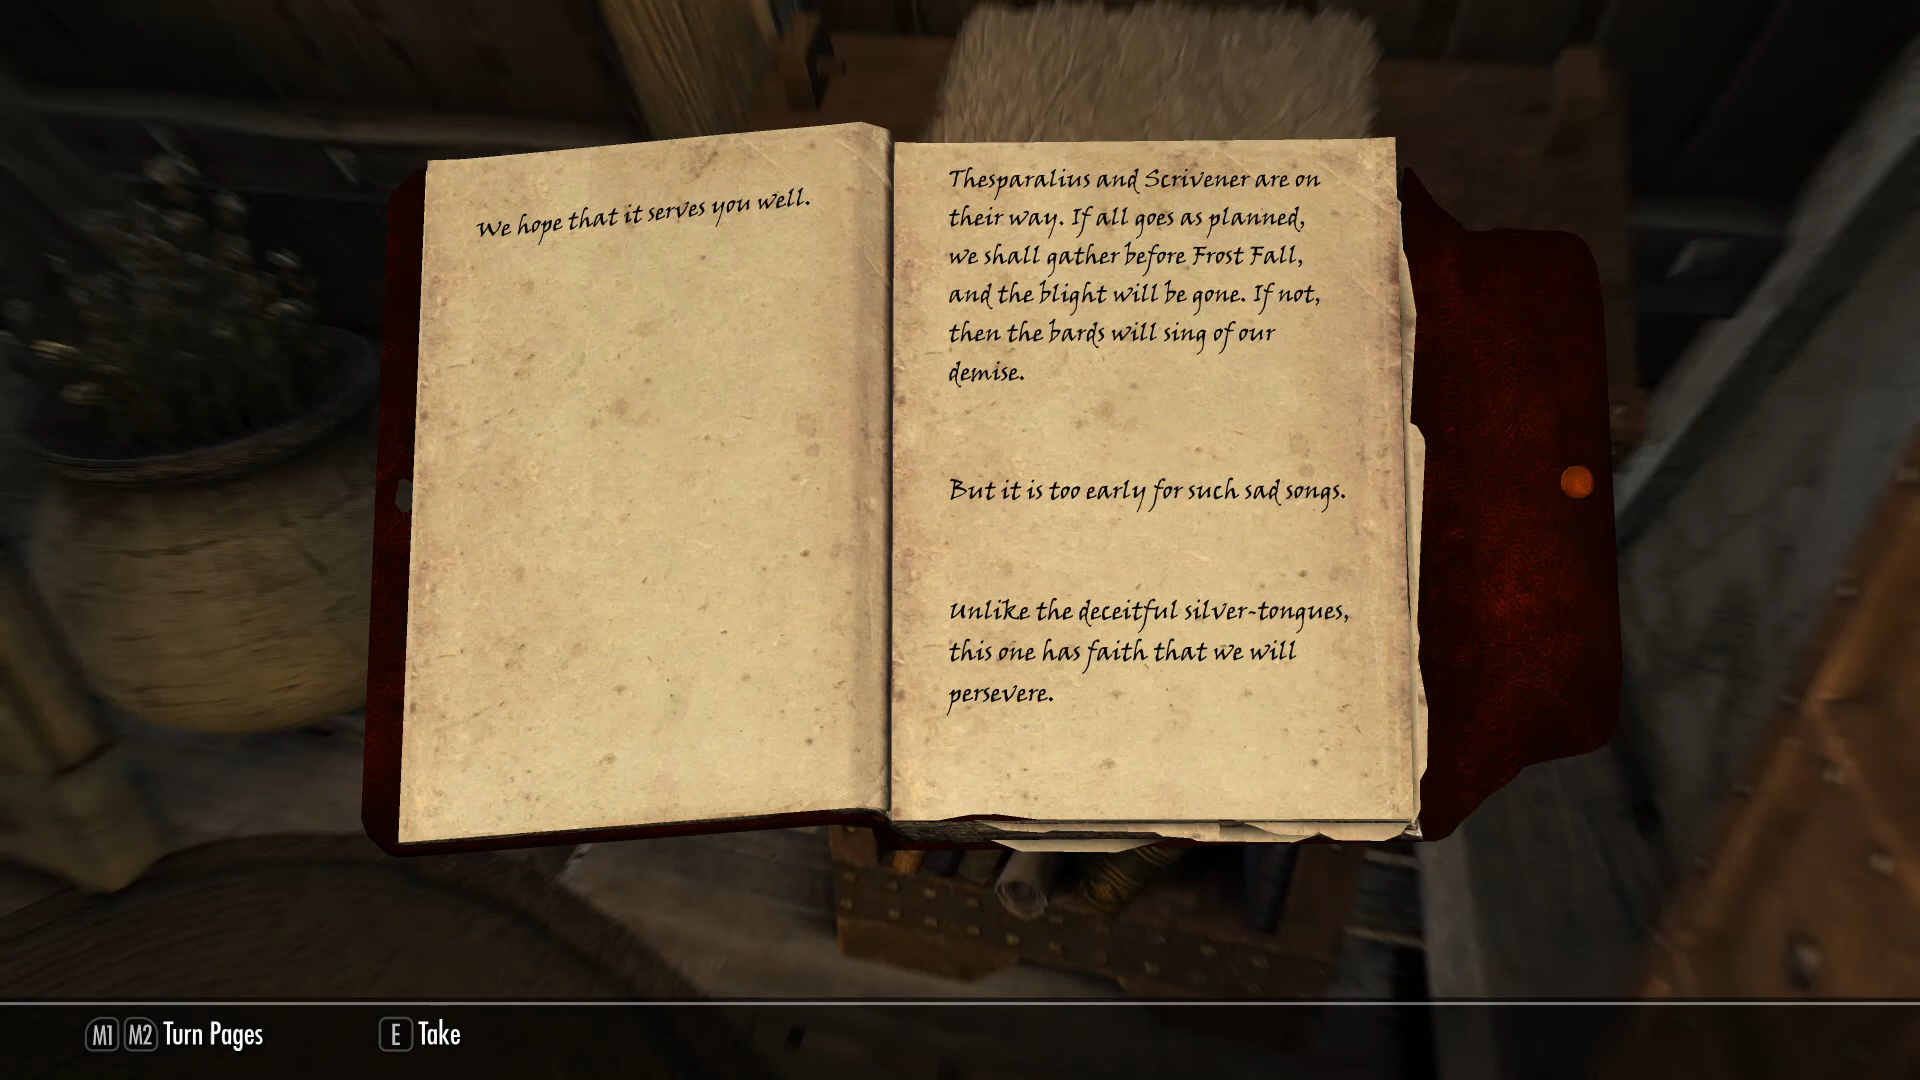 We hope that it serves you well.
Thesparalius and Scrivener are on
their way. If all goes as planned,
we shall gather before Frost Fall,
and the blight will be gone. If not,
then the bards will sing of our
demise.
But it is too early for such sad songs.
Unlike the deceitful silver-tongues,
this one has faith that we will
persevere.
M1 M2 Turn Pages E Take